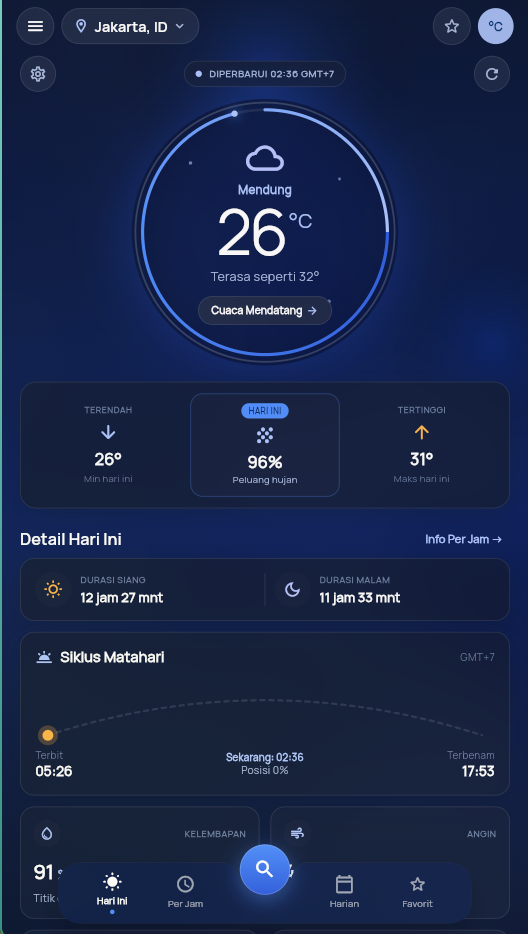 Jakarta, ID
°C
DIPERBARUI 02:36 GMT+7
Mendung
26°C
Terasa seperti 32°
Cuaca Mendatang →
TERENDAH
26°
Min hari ini
HARI INI
96%
Peluang hujan
TERTINGGI
31°
Maks hari ini
Detail Hari Ini
Info Per Jam →
DURASI SIANG
12 jam 27 mnt
DURASI MALAM
11 jam 33 mnt
Siklus Matahari
GMT+7
Terbit
05:26
Sekarang: 02:36
Posisi 0%
Terbenam
17:53
KELEMBAPAN
91
Titik
ANGIN
Hari Ini
Per Jam
Harian
Favorit